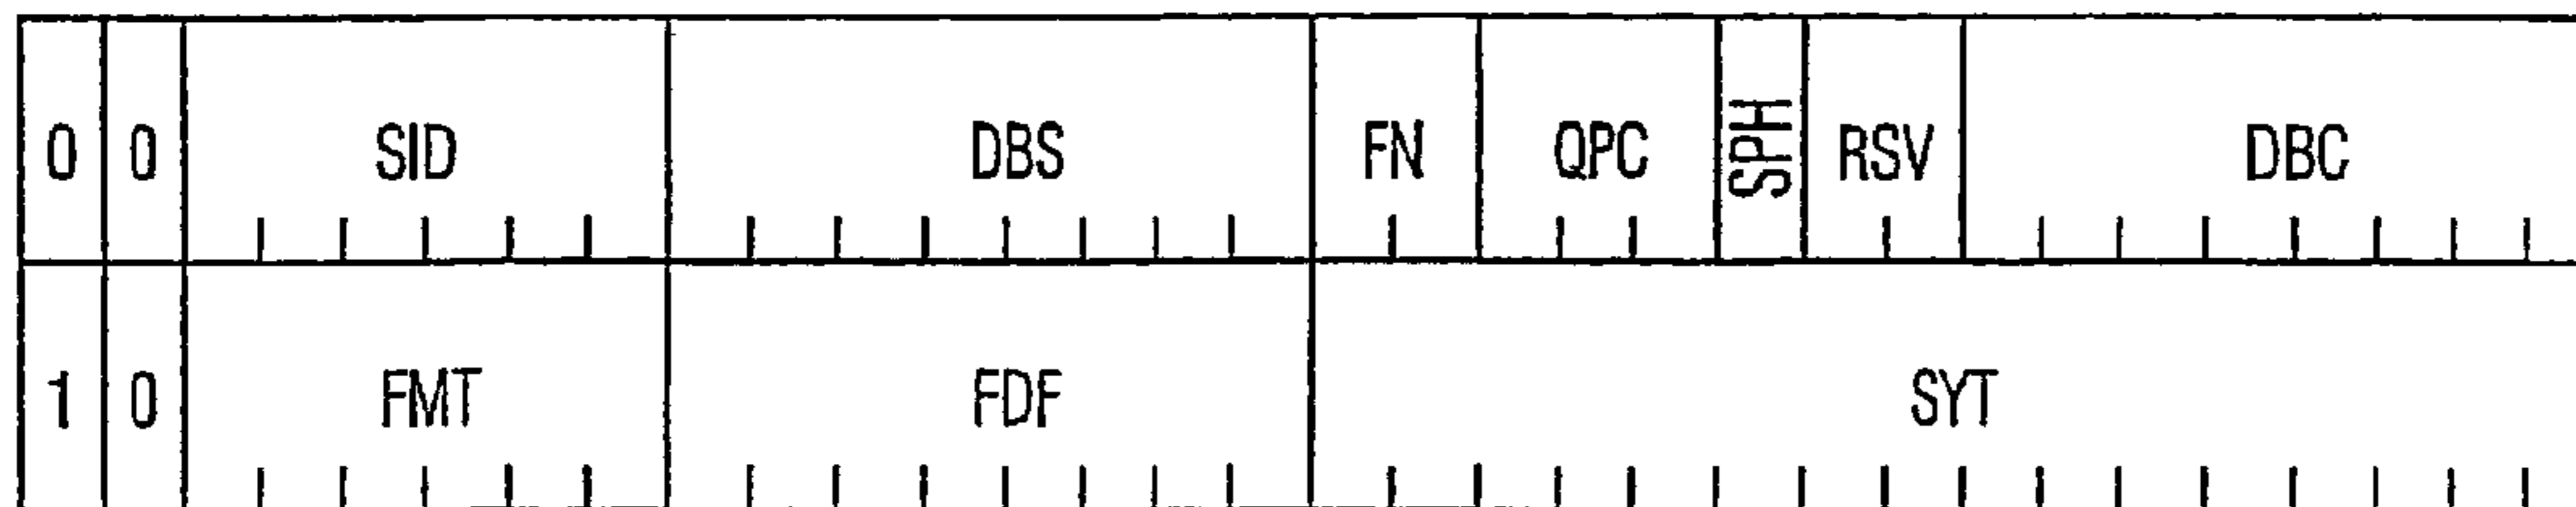 0 0 SID DBS FN QPC SPH RSV DBC
1 0 FMT FDF SYT